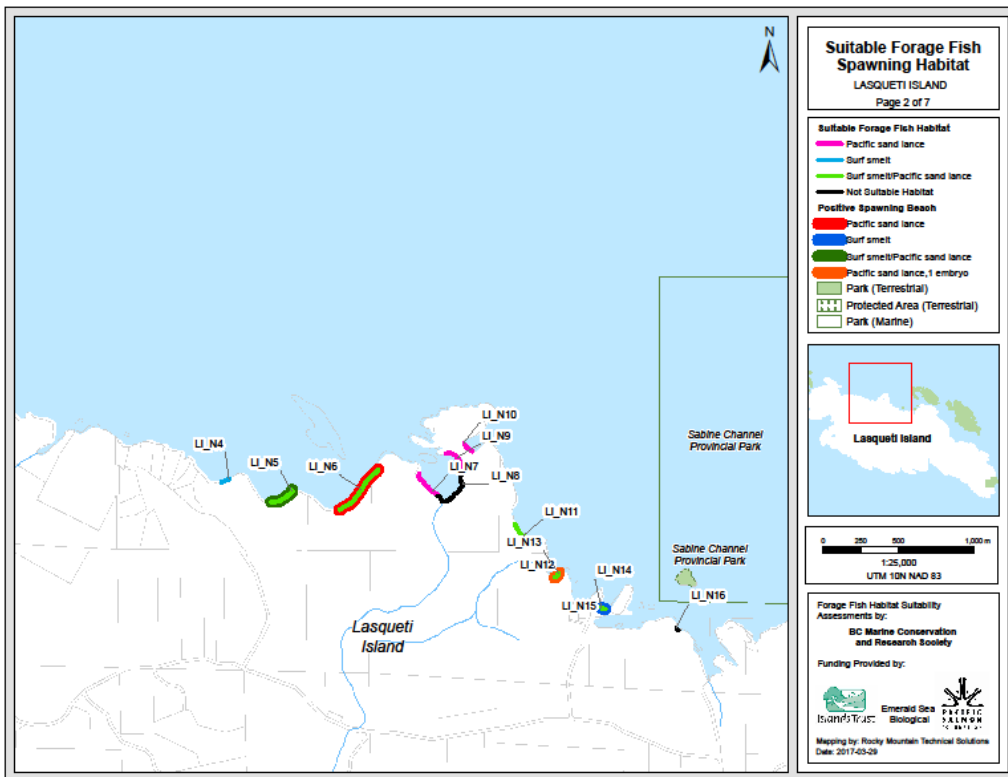 N
LI_N10
LI_N9
LI_N4
LI_N7
LI_N5
LI_N6
LI_N8
LI_N11
LI_N13
LI_N12
LI_N14
LI_N15
LI_N16
Sabine Channel
Provincial Park
Sabine Channel
Provincial Park
Lasqueti
Island
Suitable Forage Fish
Spawning Habitat
LASQUETI ISLAND
Page 2 of 7
Suitable Forage Fish Habitat
Pacific sand lance
Surf smelt
Surf smelt/Pacific sand lance
Not Suitable Habitat
Positive Spawning Beach
Pacific sand lance
Surf smelt
Surf smelt/Pacific sand lance
Pacific sand lance,1 embryo
Park (Terrestrial)
Protected Area (Terrestrial)
Park (Marine)
Lasqueti Island
0 250 500 1,000 m
1:25,000
UTM 10N NAD 83
Forage Fish Habitat Suitability
Assessments by:
BC Marine Conservation
and Research Society
Funding Provided by:
Islands Trust
Emerald Sea
Biological
PACIFIC
SALMON
Mapping by: Rocky Mountain Technical Solutions
Date: 2017-03-29